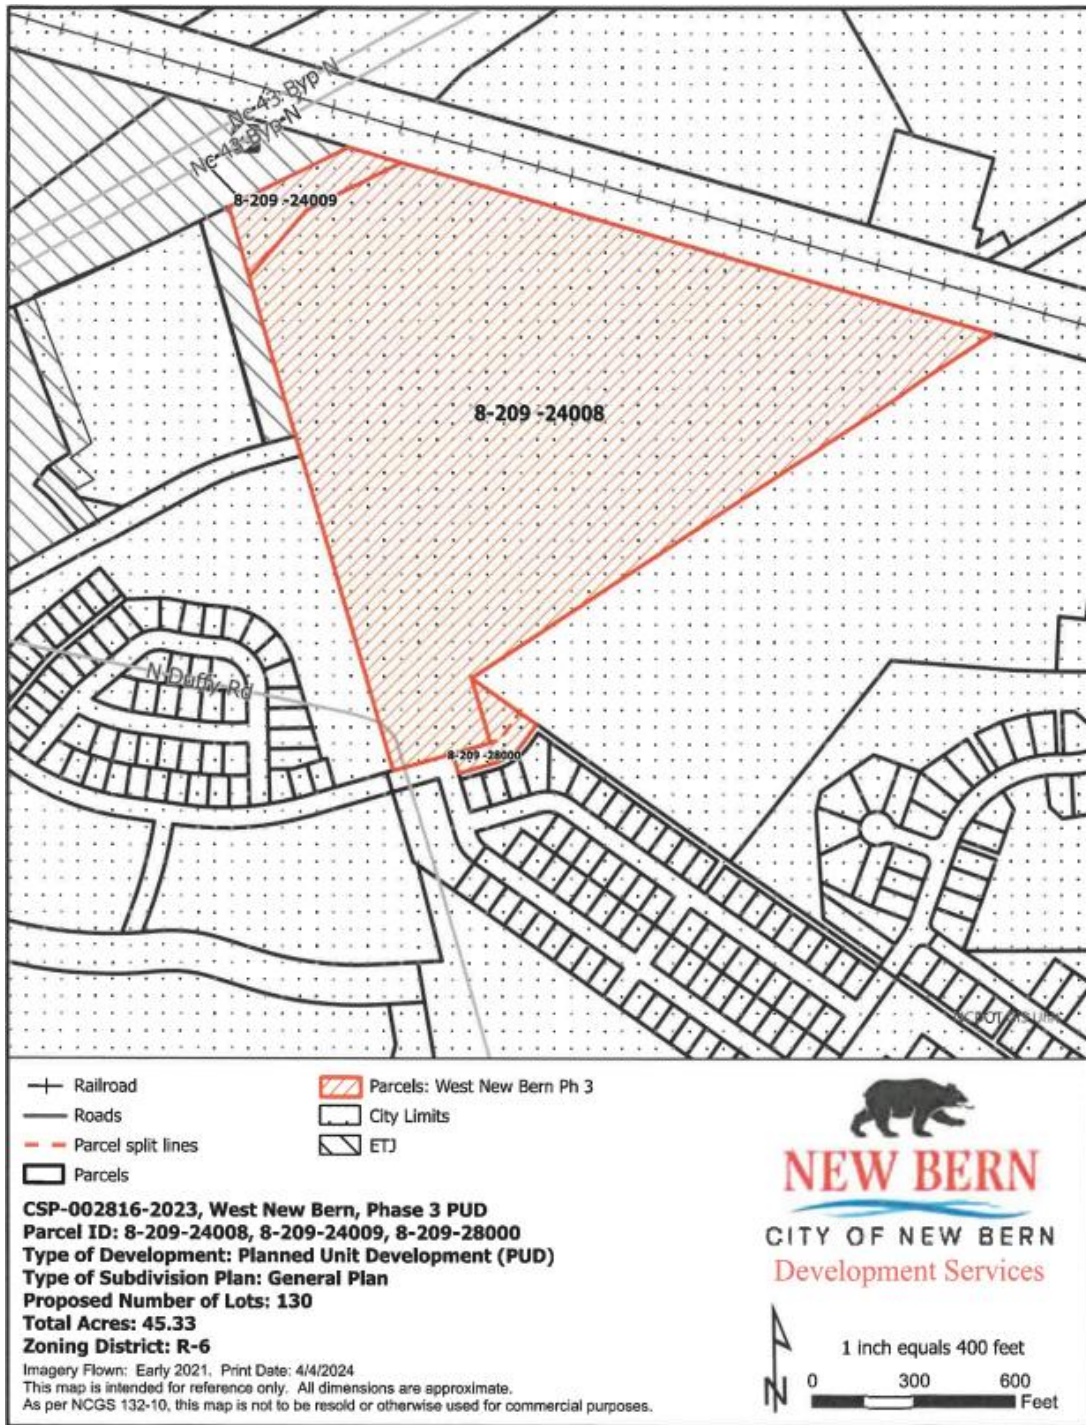 Nc 43 Byp N
Nc 43 Byp N
8-209 -24009
8-209 -24008
N Duffy Rd
8-209 -28000
Railroad
Roads
Parcel split lines
Parcels
Parcels: West New Bern Ph 3
City Limits
ETJ
CSP-002816-2023, West New Bern, Phase 3 PUD
Parcel ID: 8-209-24008, 8-209-24009, 8-209-28000
Type of Development: Planned Unit Development (PUD)
Type of Subdivision Plan: General Plan
Proposed Number of Lots: 130
Total Acres: 45.33
Zoning District: R-6
Imagery Flown: Early 2021. Print Date: 4/4/2024
This map is intended for reference only. All dimensions are approximate.
As per NCGS 132-10, this map is not to be resold or otherwise used for commercial purposes.
NEW BERN
CITY OF NEW BERN
Development Services
N
1 inch equals 400 feet
0 300 600
Feet